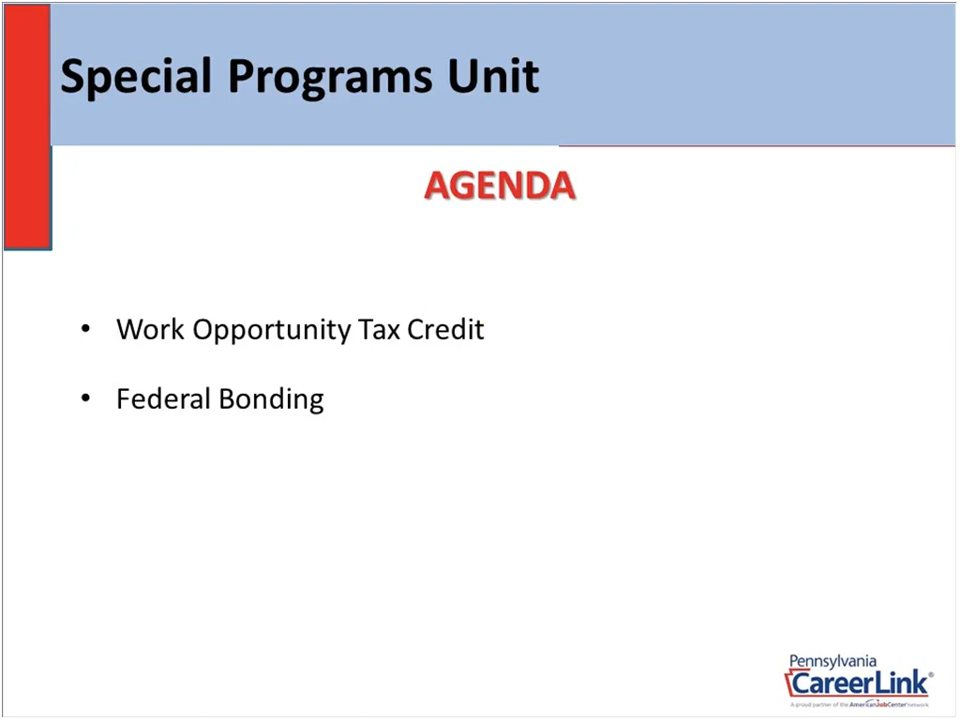 Special Programs Unit
AGENDA
• Work Opportunity Tax Credit
• Federal Bonding
Pennsylvania
CareerLink®
A proud partner of the AmericanJobCenter network